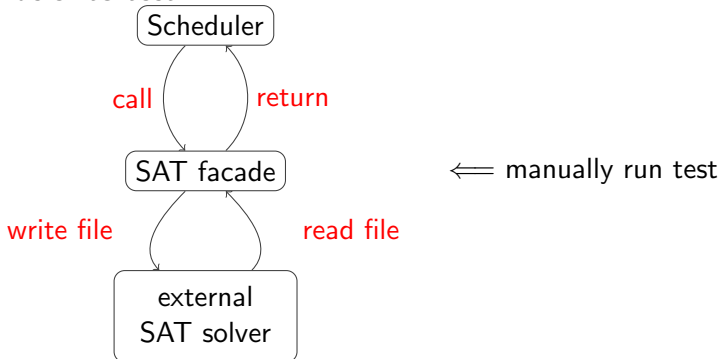 Scheduler
call
return
SAT facade
⟸ manually run test
write file
read file
external
SAT solver